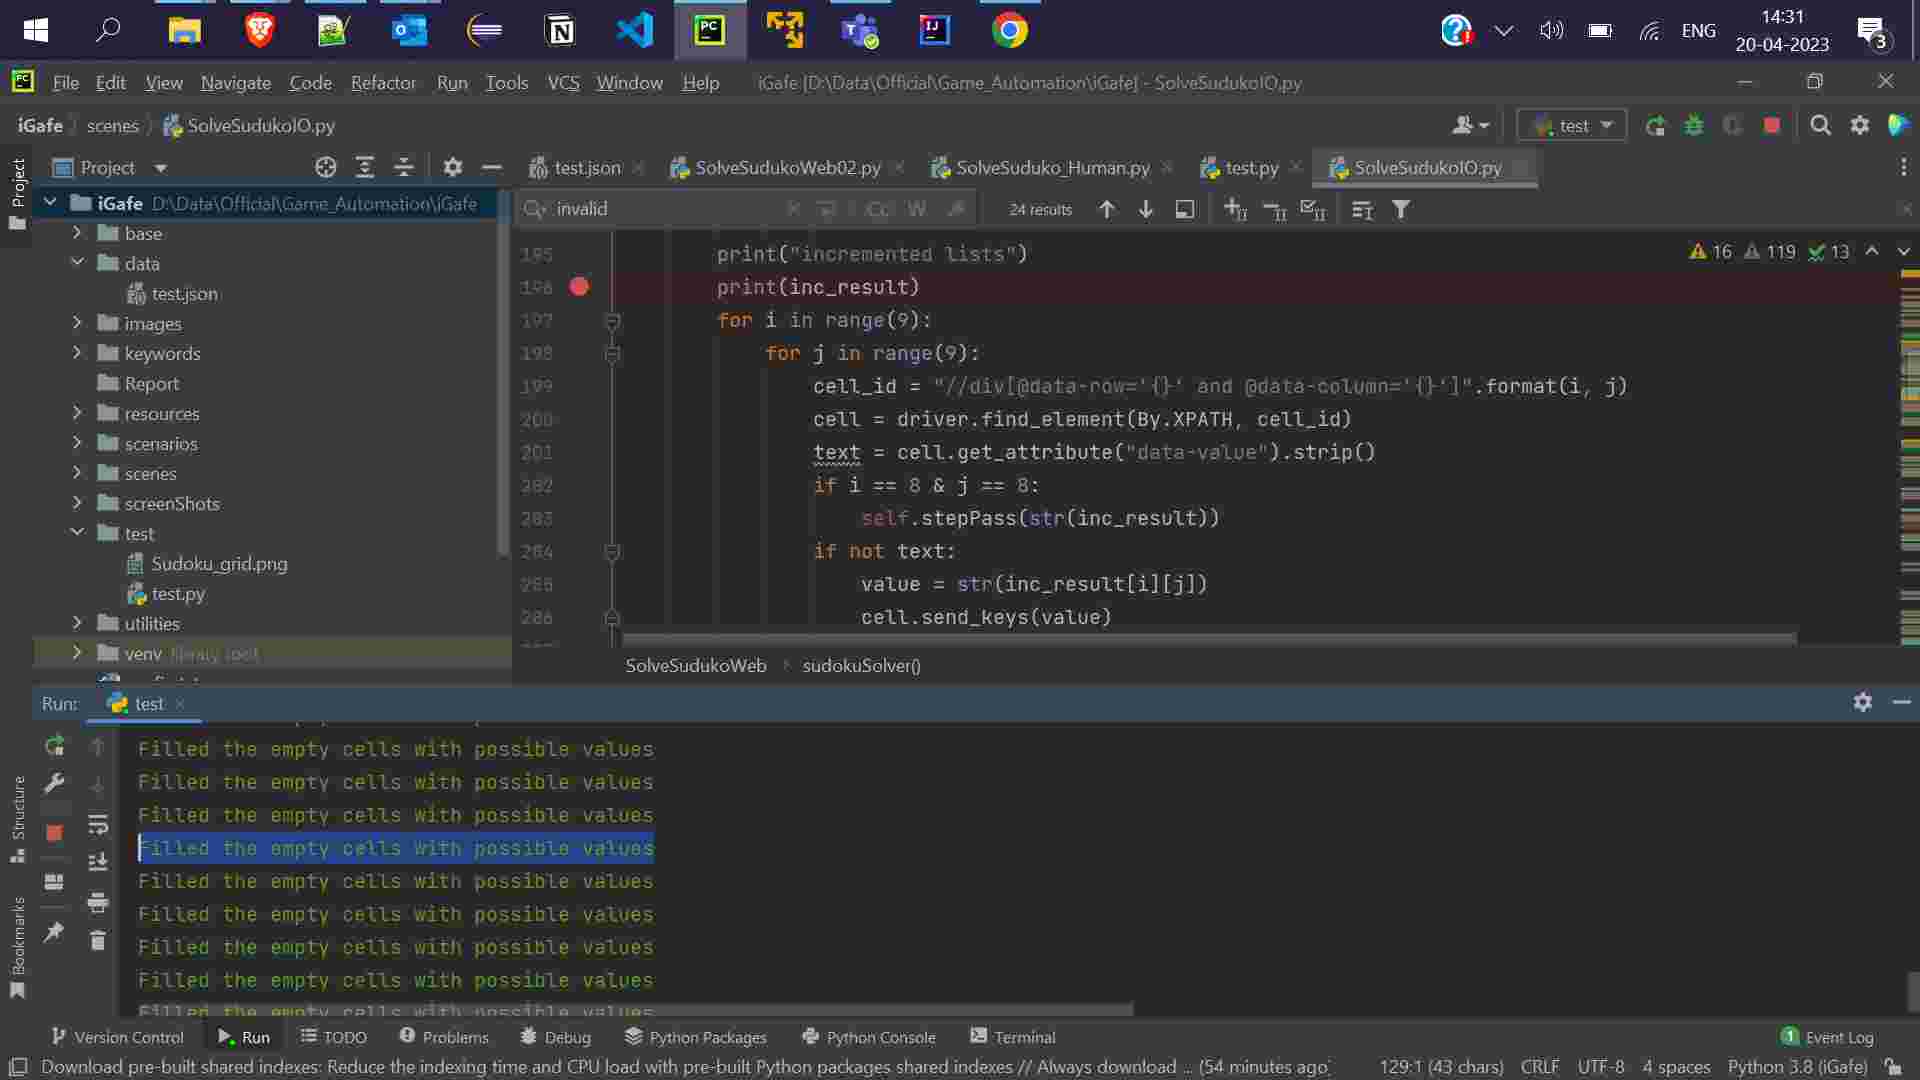 ENG
14:31
20-04-2023
3
File Edit View Navigate Code Refactor Run Tools VCS Window Help iGafe [D:\Data\Official\Game_Automation\iGafe] - SolveSudukoIO.py
iGafe scenes SolveSudukoIO.py
test
Project
test.json SolveSudukoWeb02.py SolveSuduko_Human.py test.py SolveSudukoIO.py
Project
iGafe D:\Data\Official\Game_Automation\iGafe
base
data
test.json
images
keywords
Report
resources
scenarios
scenes
screenShots
test
Sudoku_grid.png
test.py
utilities
venv library root
invalid
Cc W
24 results
16 119 13
195 print("incremented lists")
196 print(inc_result)
197 for i in range(9):
198 for j in range(9):
199 cell_id = "//div[@data-row='{}' and @data-column='{}']".format(i, j)
200 cell = driver.find_element(By.XPATH, cell_id)
201 text = cell.get_attribute("data-value").strip()
202 if i == 8 & j == 8:
203 self.stepPass(str(inc_result))
204 if not text:
205 value = str(inc_result[i][j])
206 cell.send_keys(value)
SolveSudukoWeb sudokuSolver()
Run: test
Filled the empty cells with possible values
Filled the empty cells with possible values
Filled the empty cells with possible values
Filled the empty cells with possible values
Filled the empty cells with possible values
Filled the empty cells with possible values
Filled the empty cells with possible values
Filled the empty cells with possible values
Filled the empty cells with possible values
Structure
Bookmarks
Version Control Run TODO Problems Debug Python Packages Python Console Terminal
1 Event Log
Download pre-built shared indexes: Reduce the indexing time and CPU load with pre-built Python packages shared indexes // Always download ... (54 minutes ago)
129:1 (43 chars) CRLF UTF-8 4 spaces Python 3.8 (iGafe)